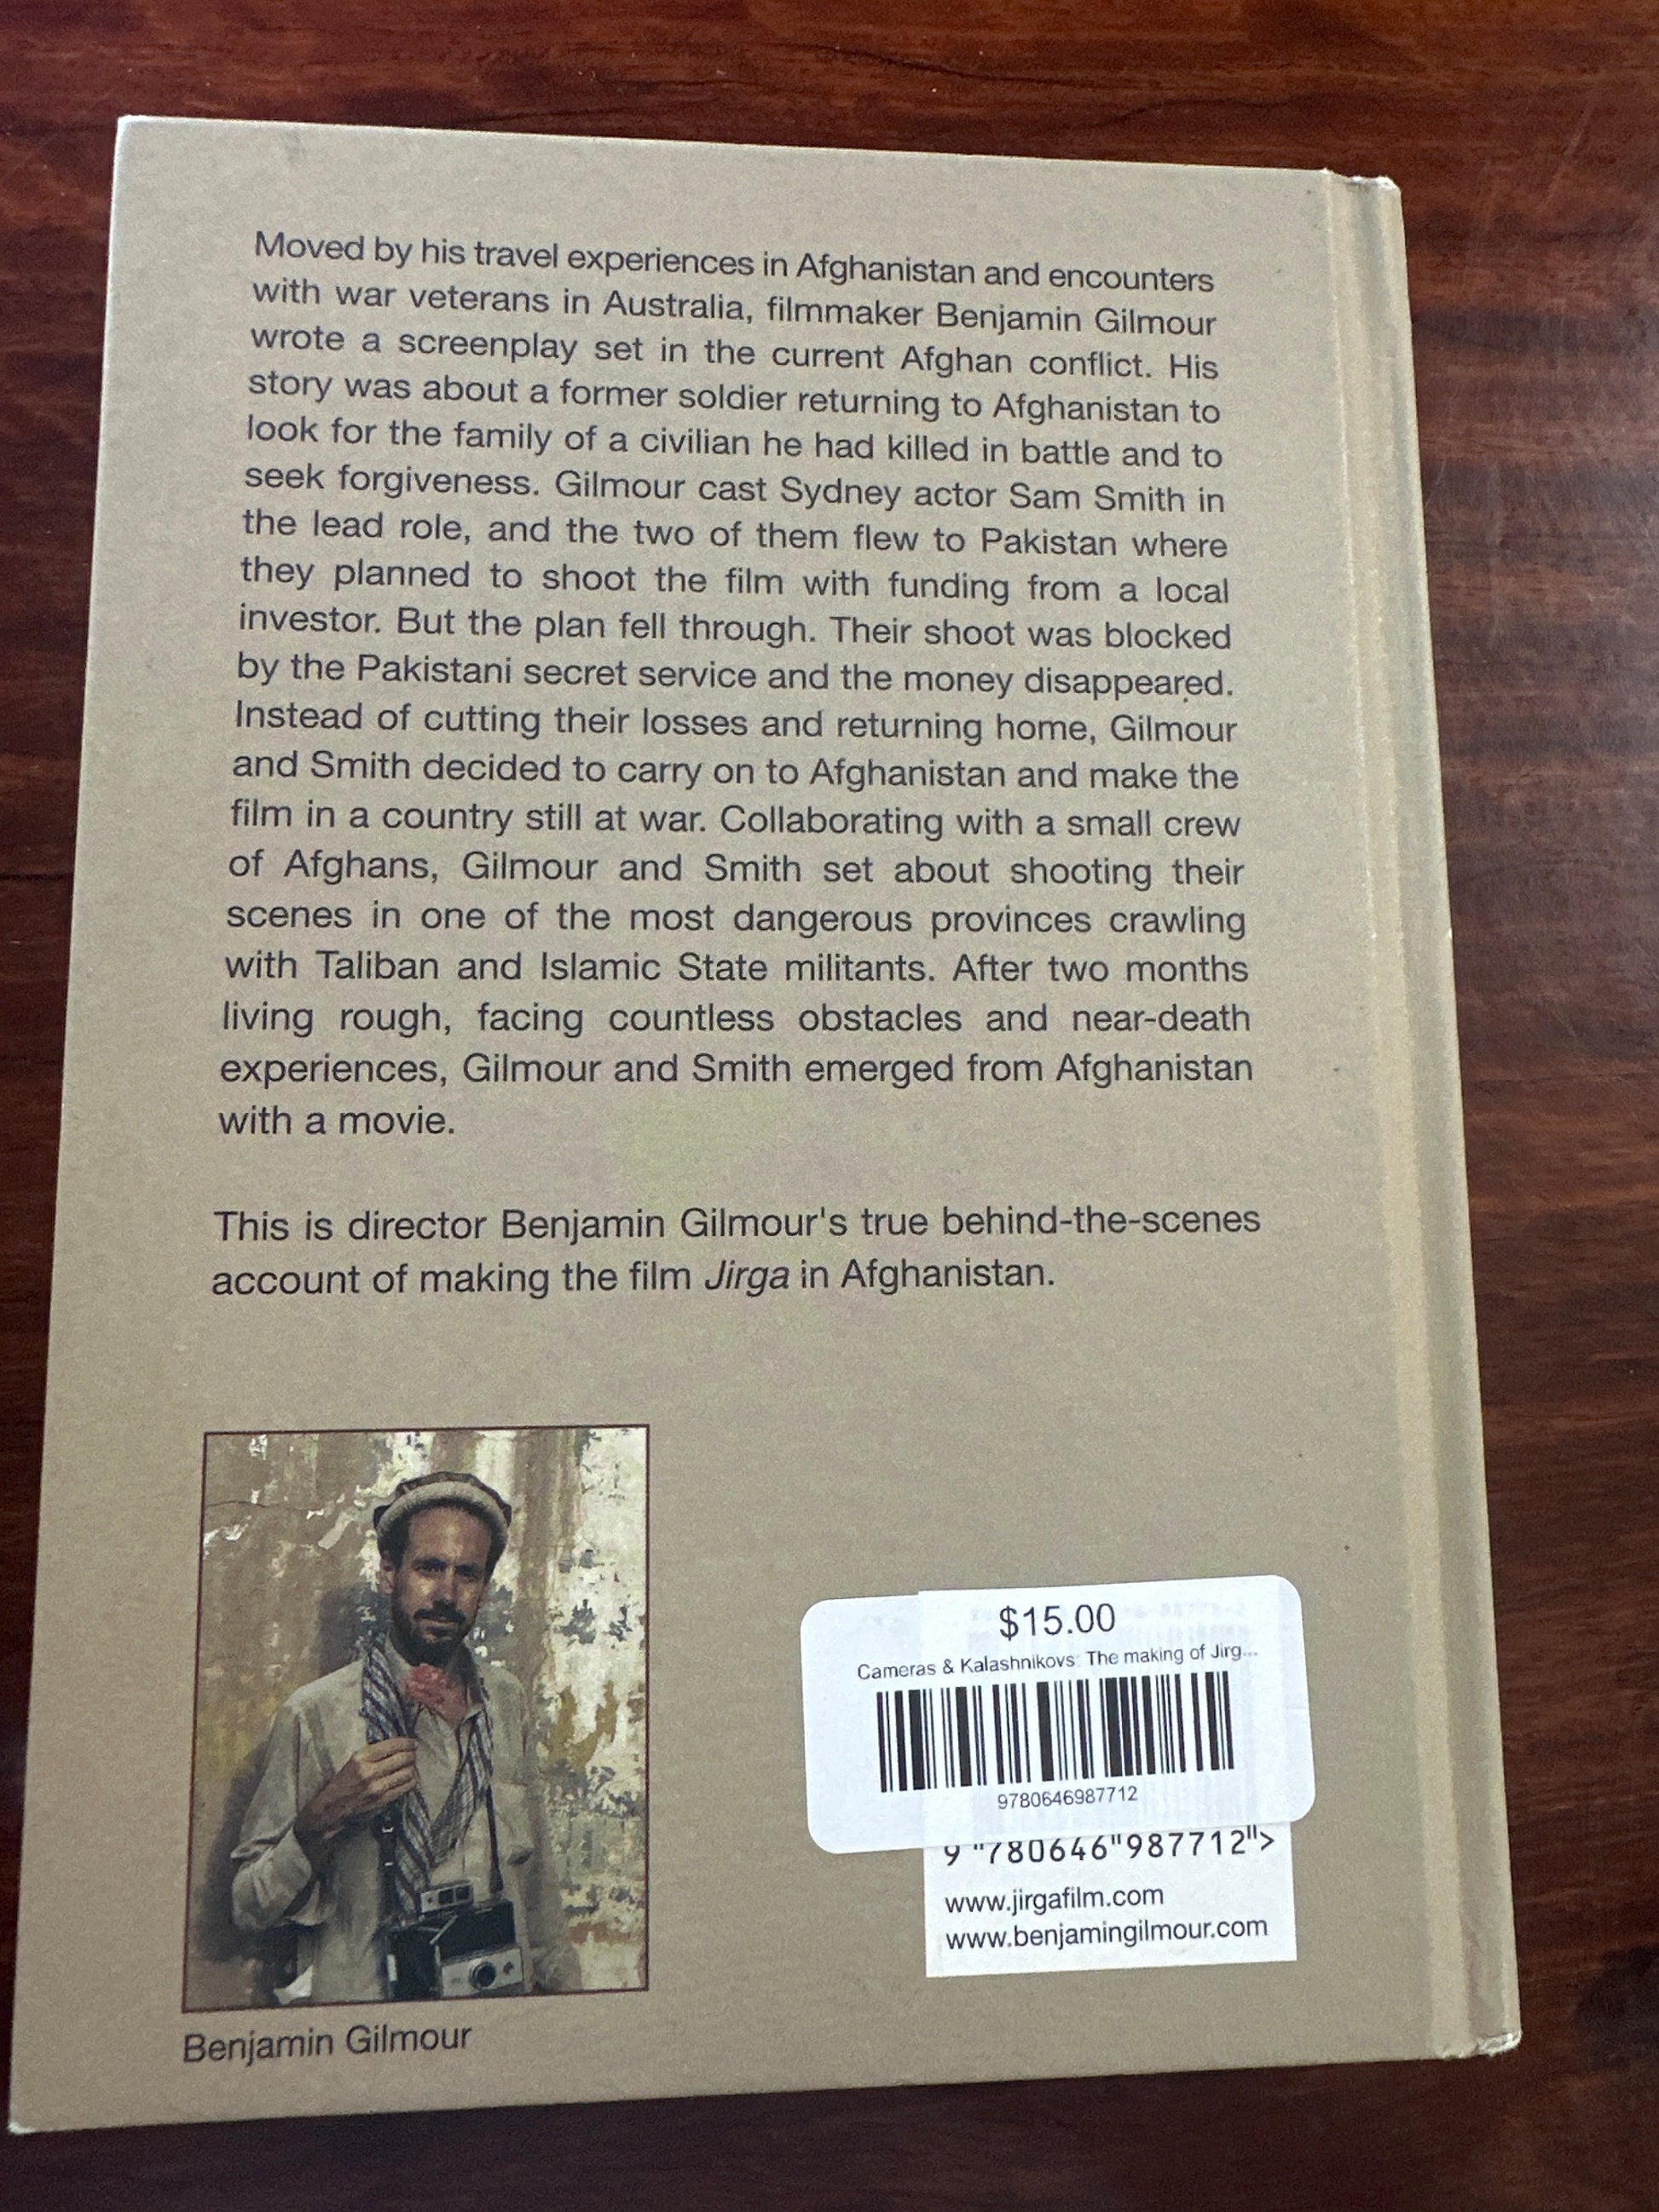 Moved by his travel experiences in Afghanistan and encounters
with war veterans in Australia, filmmaker Benjamin Gilmour
wrote a screenplay set in the current Afghan conflict. His
story was about a former soldier returning to Afghanistan to
look for the family of a civilian he had killed in battle and to
seek forgiveness. Gilmour cast Sydney actor Sam Smith in
the lead role, and the two of them flew to Pakistan where
they planned to shoot the film with funding from a local
investor. But the plan fell through. Their shoot was blocked
by the Pakistani secret service and the money disappeared.
Instead of cutting their losses and returning home, Gilmour
and Smith decided to carry on to Afghanistan and make the
film in a country still at war. Collaborating with a small crew
of Afghans, Gilmour and Smith set about shooting their
scenes in one of the most dangerous provinces crawling
with Taliban and Islamic State militants. After two months
living rough, facing countless obstacles and near-death
experiences, Gilmour and Smith emerged from Afghanistan
with a movie.
This is director Benjamin Gilmour's true behind-the-scenes
account of making the film Jirga in Afghanistan.
Benjamin Gilmour
$15.00
Cameras & Kalashnikovs: The making of Jirg...
9780646987712
9 "780646"987712">
www.jirgafilm.com
www.benjamingilmour.com